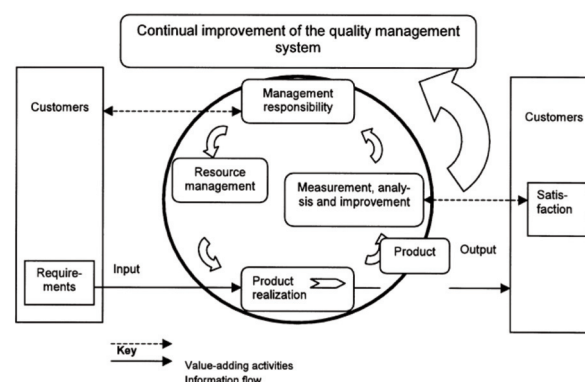 Continual improvement of the quality management
system
Customers
Management
responsibility
Customers
Resource
management
Measurement, analy-
sis and improvement
Satis-
faction
Require-
ments
Input
Product
realization
Product
Output
Key
Value-adding activities
Information flow